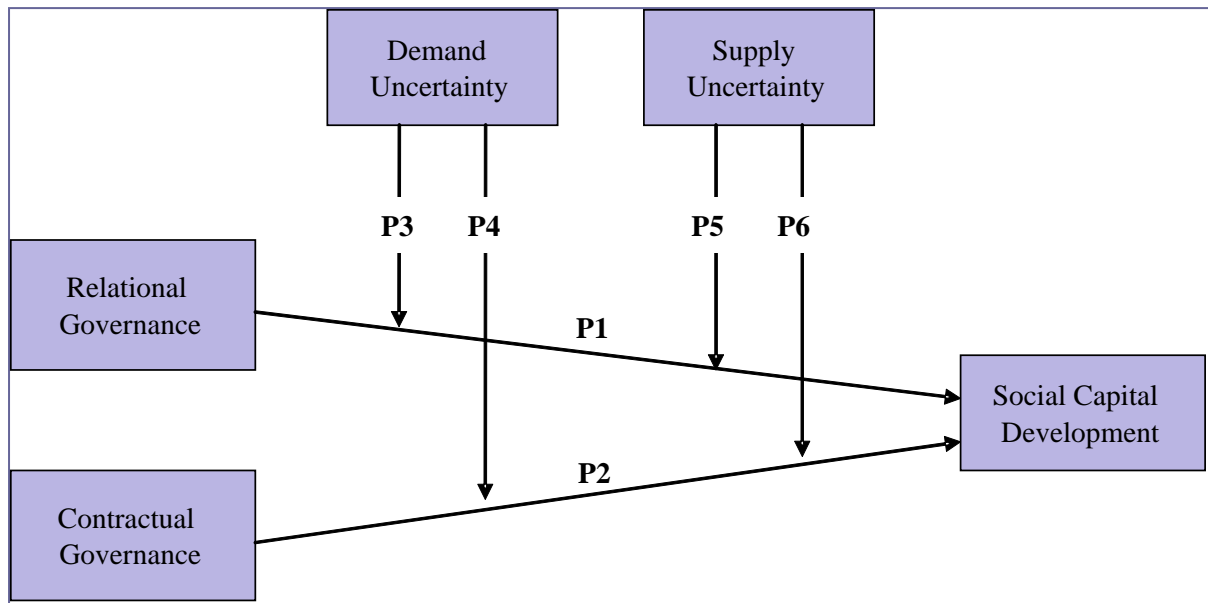 Demand
Uncertainty
Supply
Uncertainty
P3
P4
P5
P6
Relational
Governance
P1
Social Capital
Development
P2
Contractual
Governance